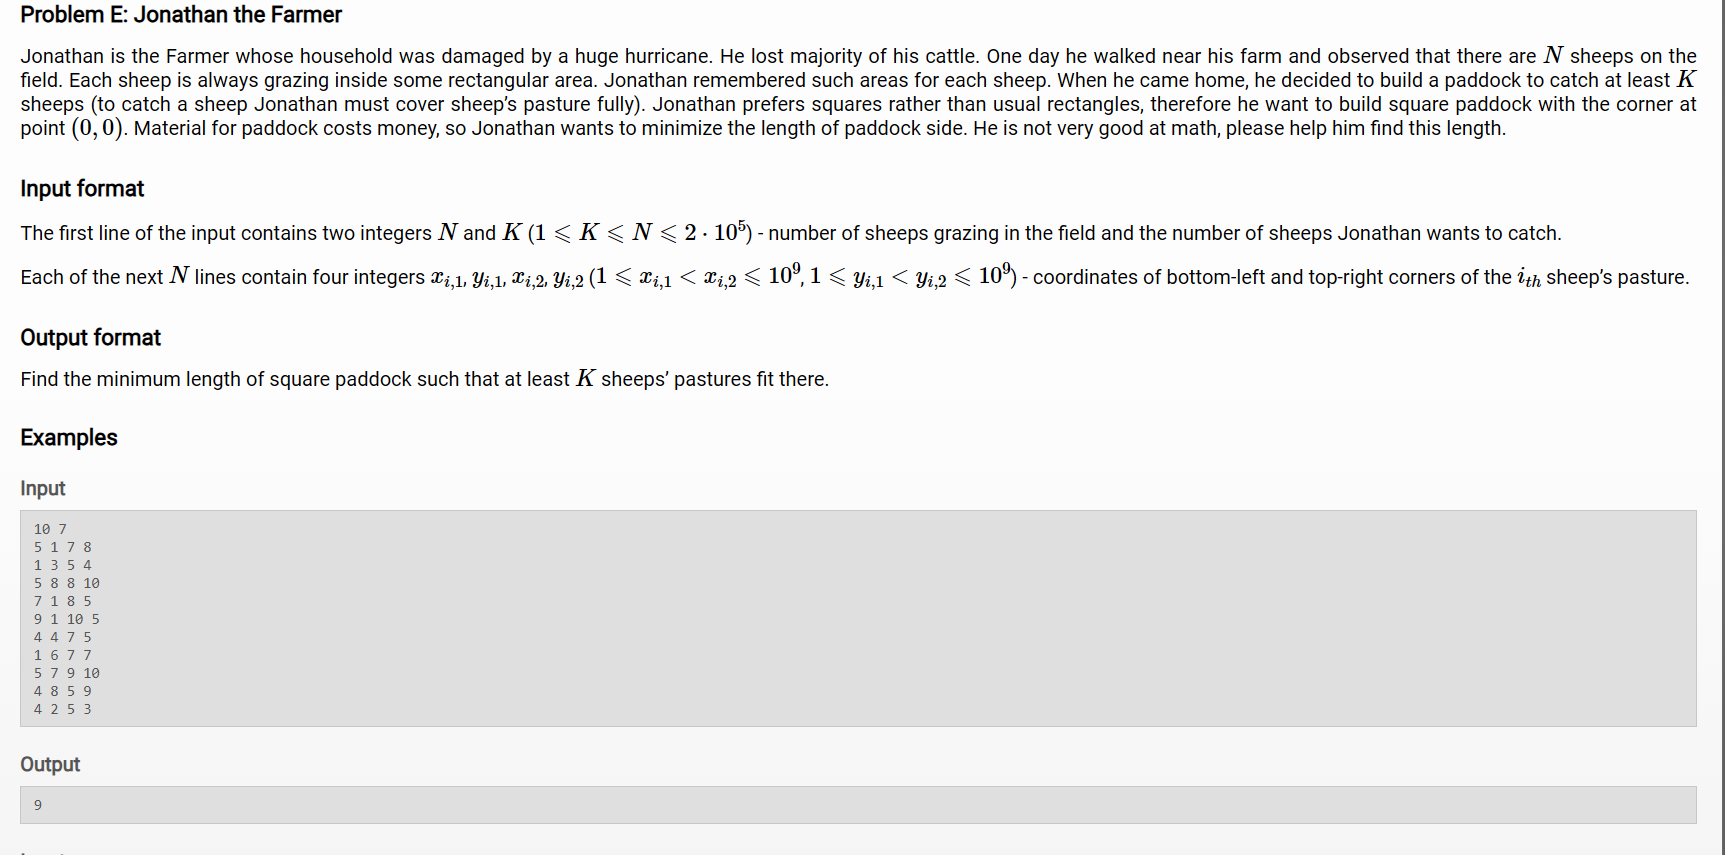 Problem E: Jonathan the Farmer
Jonathan is the Farmer whose household was damaged by a huge hurricane. He lost majority of his cattle. One day he walked near his farm and observed that there are N sheeps on the
field. Each sheep is always grazing inside some rectangular area. Jonathan remembered such areas for each sheep. When he came home, he decided to build a paddock to catch at least K
sheeps (to catch a sheep Jonathan must cover sheep's pasture fully). Jonathan prefers squares rather than usual rectangles, therefore he want to build square paddock with the corner at
point (0, 0). Material for paddock costs money, so Jonathan wants to minimize the length of paddock side. He is not very good at math, please help him find this length.
Input format
The first line of the input contains two integers N and K (1 ⩽ K ⩽ N ⩽ 2 · 10⁵) - number of sheeps grazing in the field and the number of sheeps Jonathan wants to catch.
Each of the next N lines contain four integers x_{i,1}, y_{i,1}, x_{i,2}, y_{i,2} (1 ⩽ x_{i,1} < x_{i,2} ⩽ 10⁹, 1 ⩽ y_{i,1} < y_{i,2} ⩽ 10⁹) - coordinates of bottom-left and top-right corners of the i_{th} sheep's pasture.
Output format
Find the minimum length of square paddock such that at least K sheeps' pastures fit there.
Examples
Input
10 7
5 1 7 8
1 3 5 4
5 8 8 10
7 1 8 5
9 1 10 5
4 4 7 5
1 6 7 7
5 7 9 10
4 8 5 9
4 2 5 3
Output
9